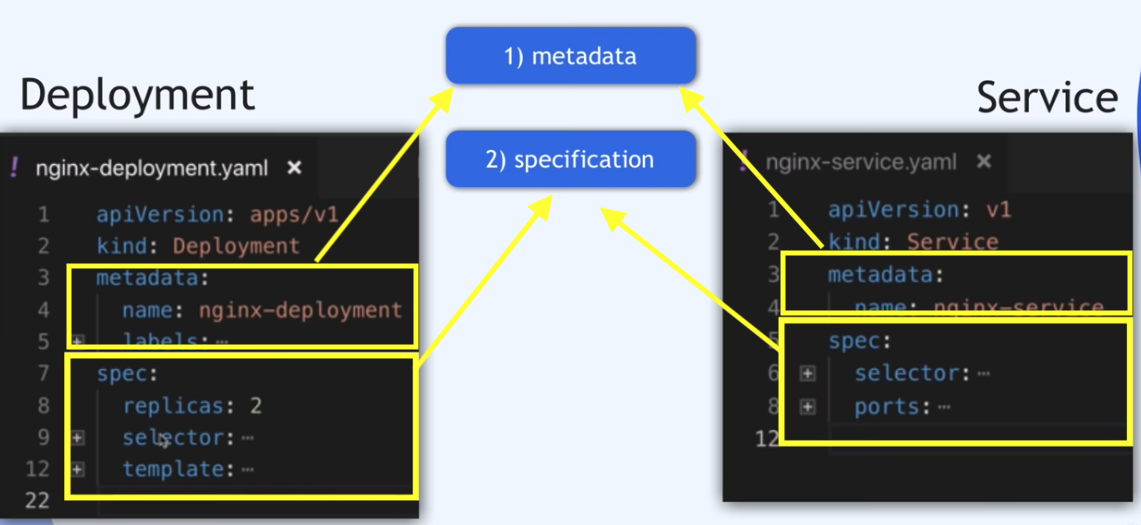 1) metadata
2) specification
Deployment
! nginx-deployment.yaml ×
1 apiVersion: apps/v1
2 kind: Deployment
3 metadata:
4 name: nginx-deployment
5 labels: ⋯
7 spec:
8 replicas: 2
9 selector: ⋯
12 template: ⋯
22
Service
! nginx-service.yaml ×
1 apiVersion: v1
2 kind: Service
3 metadata:
4 name: nginx-service
5 spec:
6 selector: ⋯
8 ports: ⋯
12